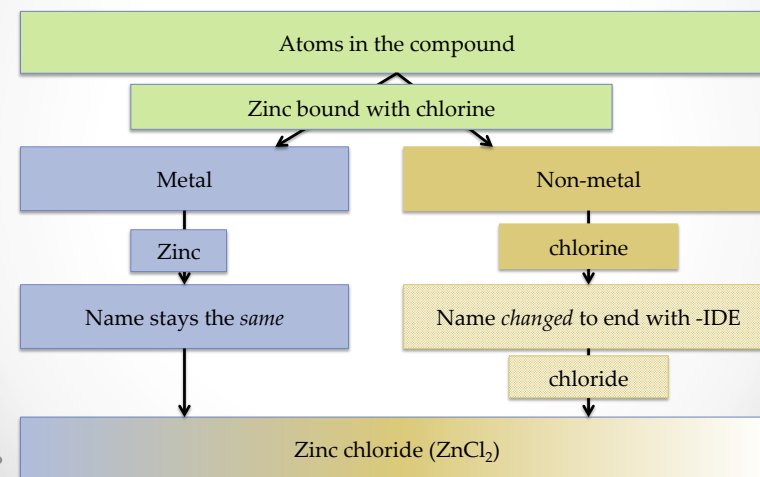 Atoms in the compound
Zinc bound with chlorine
Metal
Non-metal
Zinc
chlorine
Name stays the same
Name changed to end with -IDE
chloride
Zinc chloride (ZnCl₂)